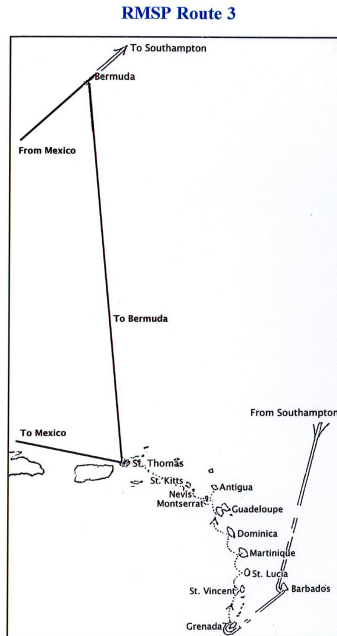 RMSP Route 3
To Southampton
Bermuda
From Mexico
To Bermuda
From Southampton
To Mexico
St. Thomas
St. Kitts
Antigua
Nevis
Montserrat
Guadeloupe
Dominica
Martinique
St. Lucia
St. Vincent
Barbados
Grenada